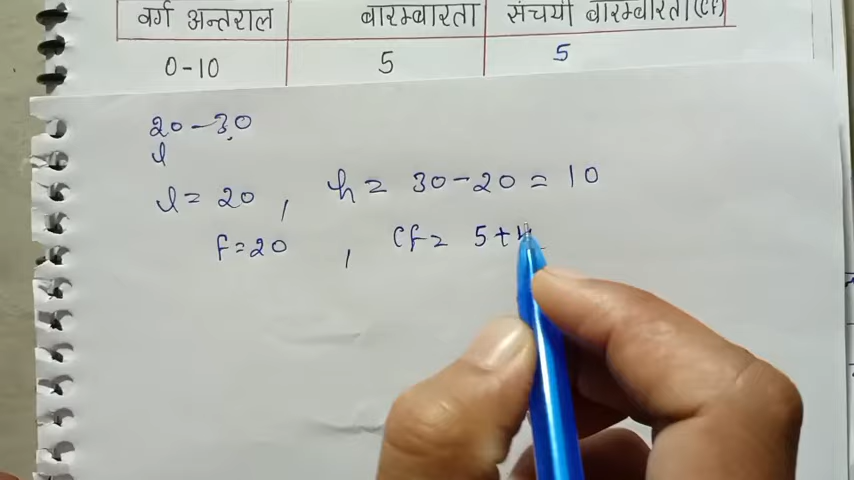 वर्ग अन्तराल बारम्बारता संचयी बारम्बारता (CF)
0-10 5 5
20-30
l
l = 20 , h = 30-20 = 10
f=20 , Cf = 5+